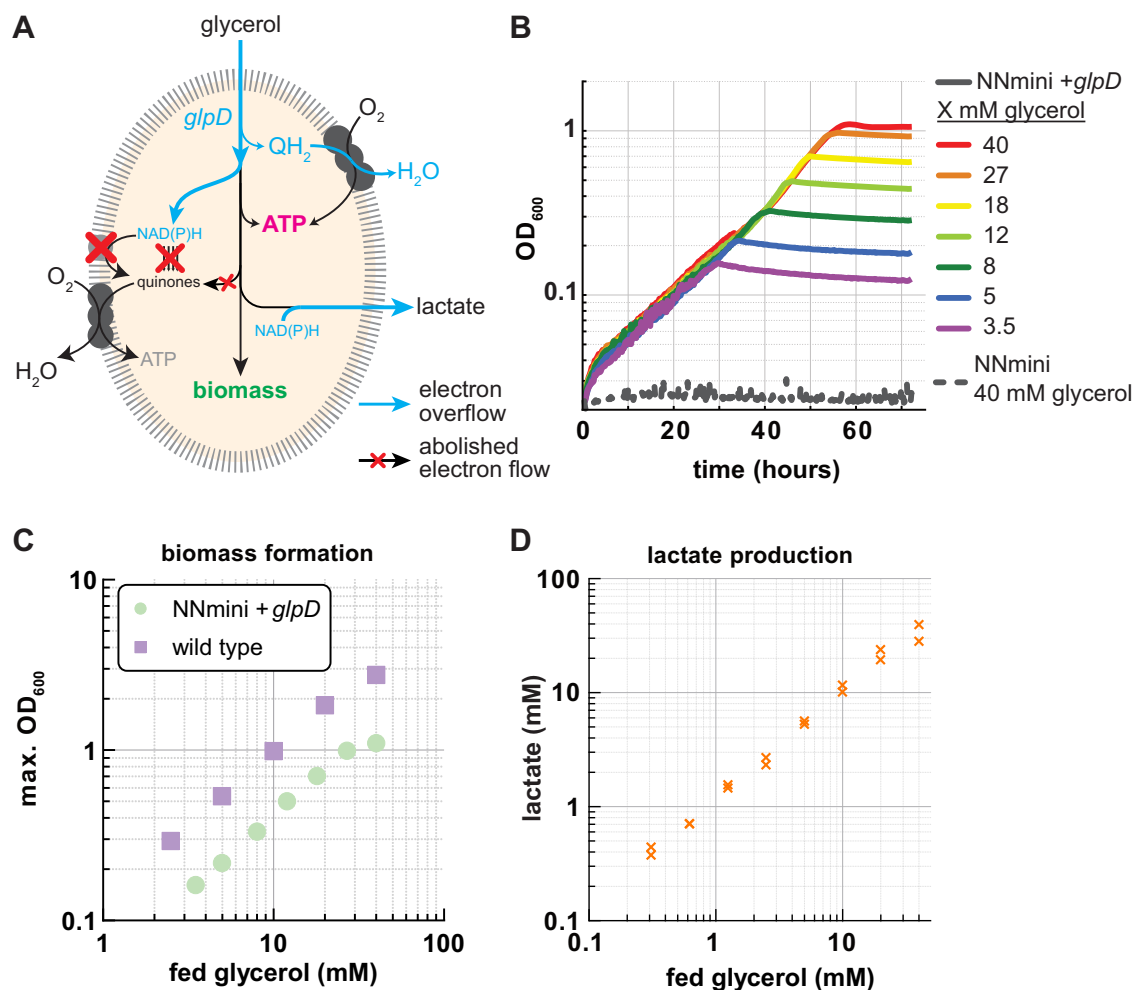 A
glycerol
glpD
O2
QH2
H2O
ATP
NAD(P)H
quinones
O2
lactate
NAD(P)H
ATP
H2O
biomass
electron
overflow
abolished
electron flow
B
OD600
1
0.1
0
20
40
60
time (hours)
NNmini +glpD
X mM glycerol
40
27
18
12
8
5
3.5
NNmini
40 mM glycerol
C
biomass formation
NNmini + glpD
wild type
max. OD600
10
1
0.1
1
10
100
fed glycerol (mM)
D
lactate production
lactate (mM)
100
10
1
0.1
0.1
1
10
fed glycerol (mM)